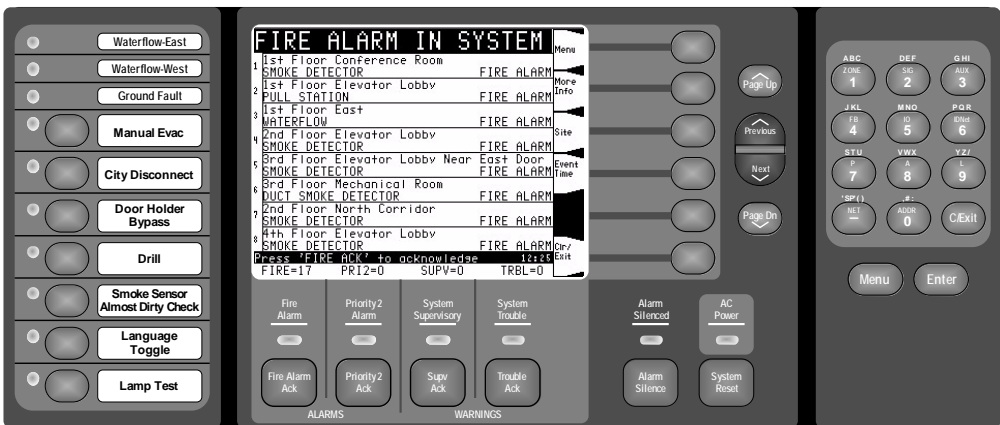 Waterflow-East
Waterflow-West
Ground Fault
Manual Evac
City Disconnect
Door Holder
Bypass
Drill
Smoke Sensor
Almost Dirty Check
Language
Toggle
Lamp Test
FIRE ALARM IN SYSTEM
1 1st Floor Conference Room
SMOKE DETECTOR FIRE ALARM
2 1st Floor Elevator Lobby
PULL STATION FIRE ALARM
3 1st Floor East
WATERFLOW FIRE ALARM
4 2nd Floor Elevator Lobby
SMOKE DETECTOR FIRE ALARM
5 3rd Floor Elevator Lobby Near East Door
SMOKE DETECTOR FIRE ALARM
6 3rd Floor Mechanical Room
DUCT SMOKE DETECTOR FIRE ALARM
7 2nd Floor North Corridor
SMOKE DETECTOR FIRE ALARM
8 4th Floor Elevator Lobby
SMOKE DETECTOR FIRE ALARM
Press 'FIRE ACK' to acknowledge 12:25
FIRE=17 PRI2=0 SUPV=0 TRBL=0
Menu
More
Info
Site
Event
Time
Clr/
Exit
Fire
Alarm
Priority 2
Alarm
System
Supervisory
System
Trouble
Fire Alarm
Ack
Priority 2
Ack
Supv
Ack
Trouble
Ack
ALARMS WARNINGS
Alarm
Silenced
AC
Power
Alarm
Silence
System
Reset
Page Up
Previous
Next
Page Dn
ABC DEF GHI
ZONE SIG AUX
1 2 3
JKL MNO PQR
FB IO IDNet
4 5 6
STU VWX YZ/
P A L
7 8 9
'SP() ,#:
NET ADDR
– 0 C/Exit
Menu Enter